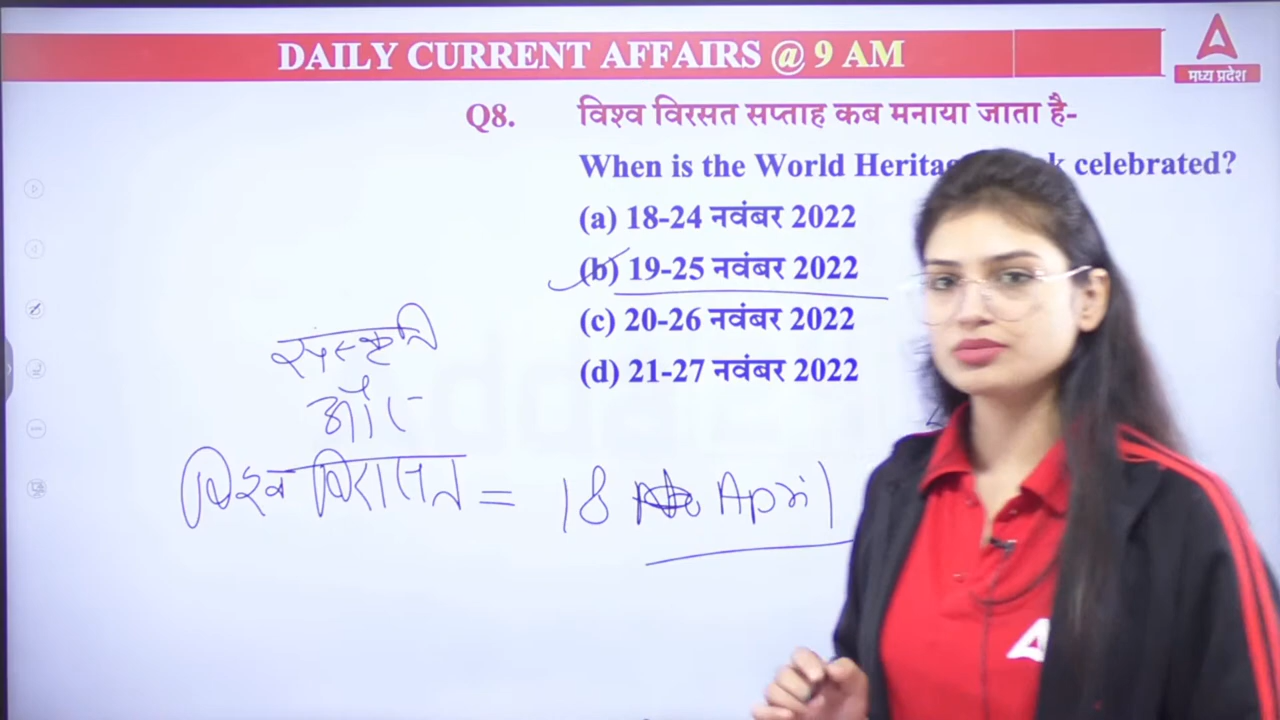 DAILY CURRENT AFFAIRS @ 9 AM
मध्य प्रदेश
Q8. विश्व विरसत सप्ताह कब मनाया जाता है-
When is the World celebrated?
(a) 18-24 नवंबर 2022
(b) 19-25 नवंबर 2022
(c) 20-26 नवंबर 2022
(d) 21-27 नवंबर 2022
संस्कृति
और
विश्व विरासत = 18 April